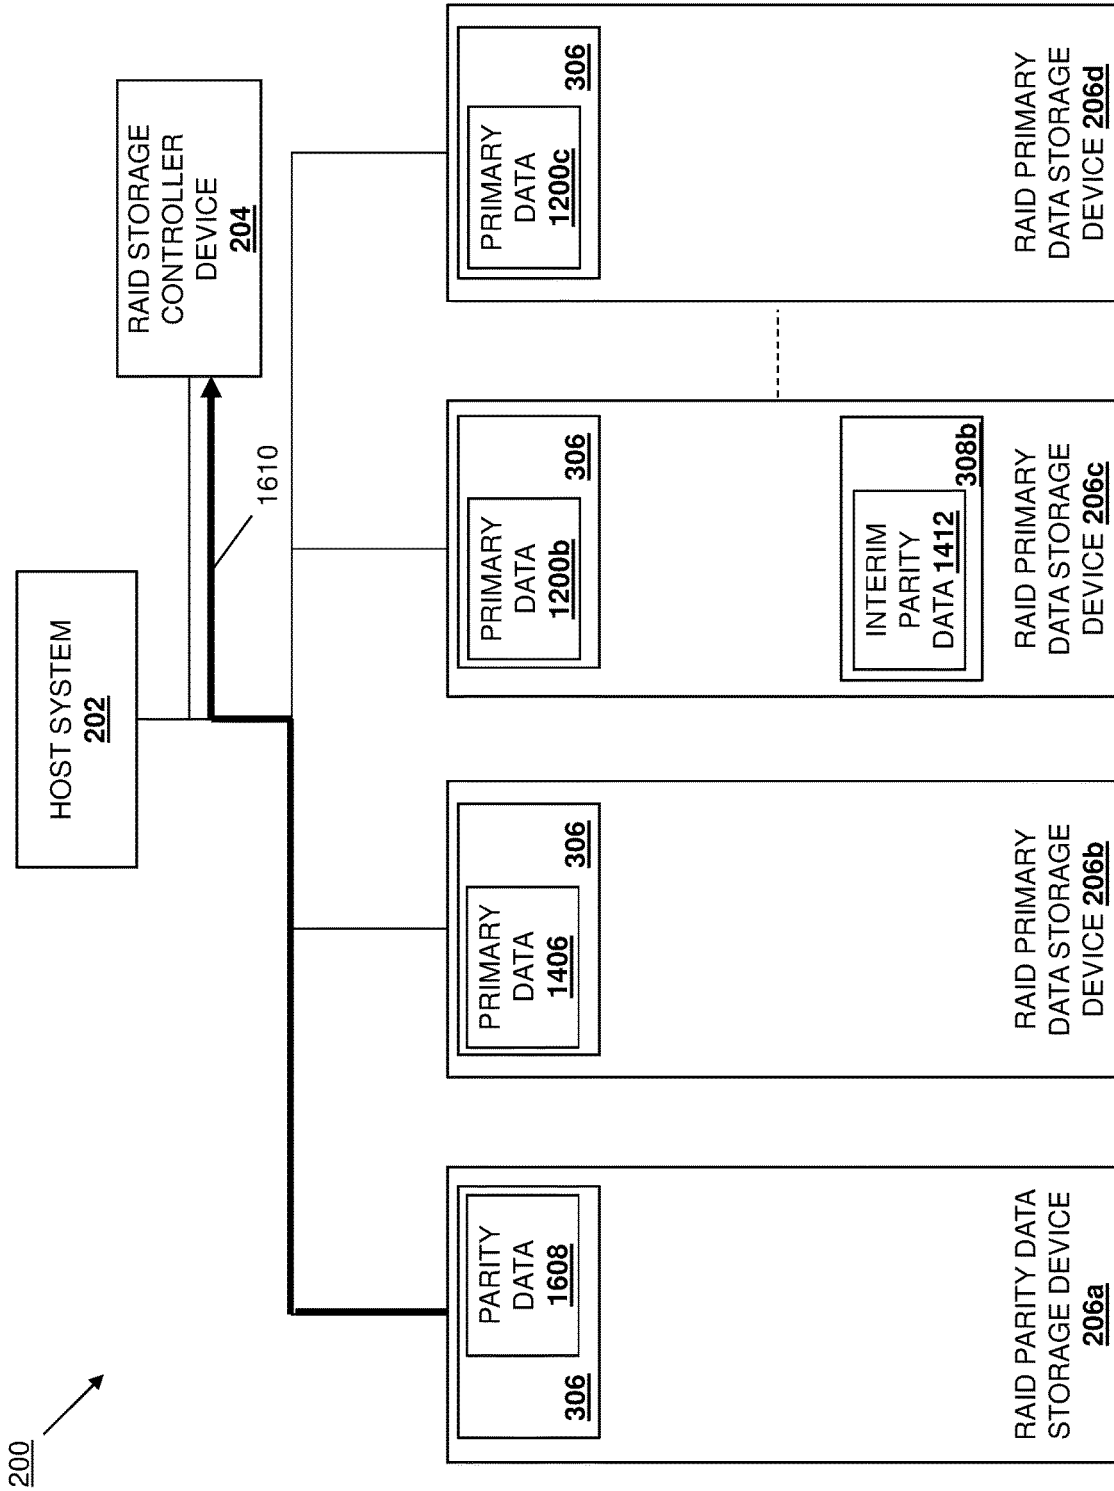 200
HOST SYSTEM
202
RAID STORAGE
CONTROLLER
DEVICE
204
1610
PARITY
DATA
1608
306
RAID PARITY DATA
STORAGE DEVICE
206a
PRIMARY
DATA
1406
306
RAID PRIMARY
DATA STORAGE
DEVICE 206b
PRIMARY
DATA
1200b
306
INTERIM
PARITY
DATA 1412
308b
RAID PRIMARY
DATA STORAGE
DEVICE 206c
PRIMARY
DATA
1200c
306
RAID PRIMARY
DATA STORAGE
DEVICE 206d